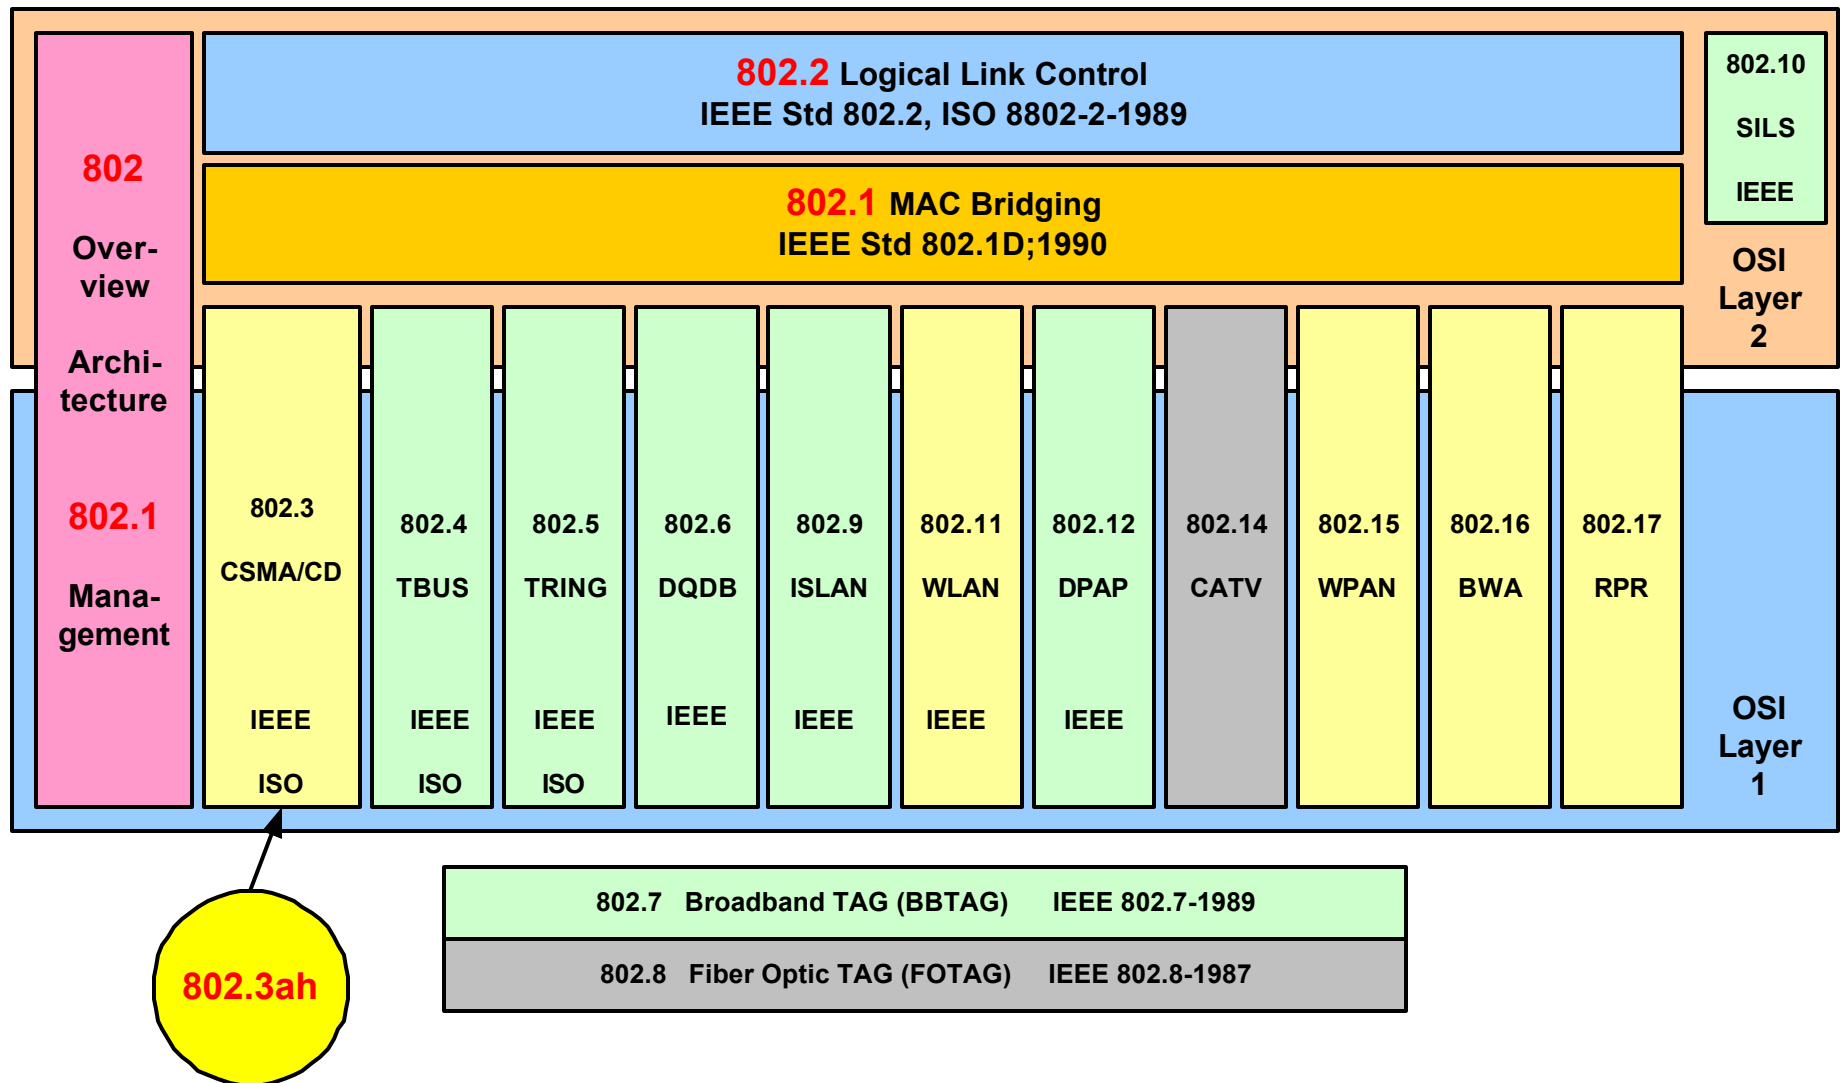 802
Over-
view
Archi-
tecture
802.1
Mana-
gement
802.2 Logical Link Control
IEEE Std 802.2, ISO 8802-2-1989
802.1 MAC Bridging
IEEE Std 802.1D;1990
802.10
SILS
IEEE
OSI
Layer
2
802.3
CSMA/CD
IEEE
ISO
802.4
TBUS
IEEE
ISO
802.5
TRING
IEEE
ISO
802.6
DQDB
IEEE
802.9
ISLAN
IEEE
802.11
WLAN
IEEE
802.12
DPAP
IEEE
802.14
CATV
802.15
WPAN
802.16
BWA
802.17
RPR
OSI
Layer
1
802.3ah
802.7 Broadband TAG (BBTAG) IEEE 802.7-1989
802.8 Fiber Optic TAG (FOTAG) IEEE 802.8-1987